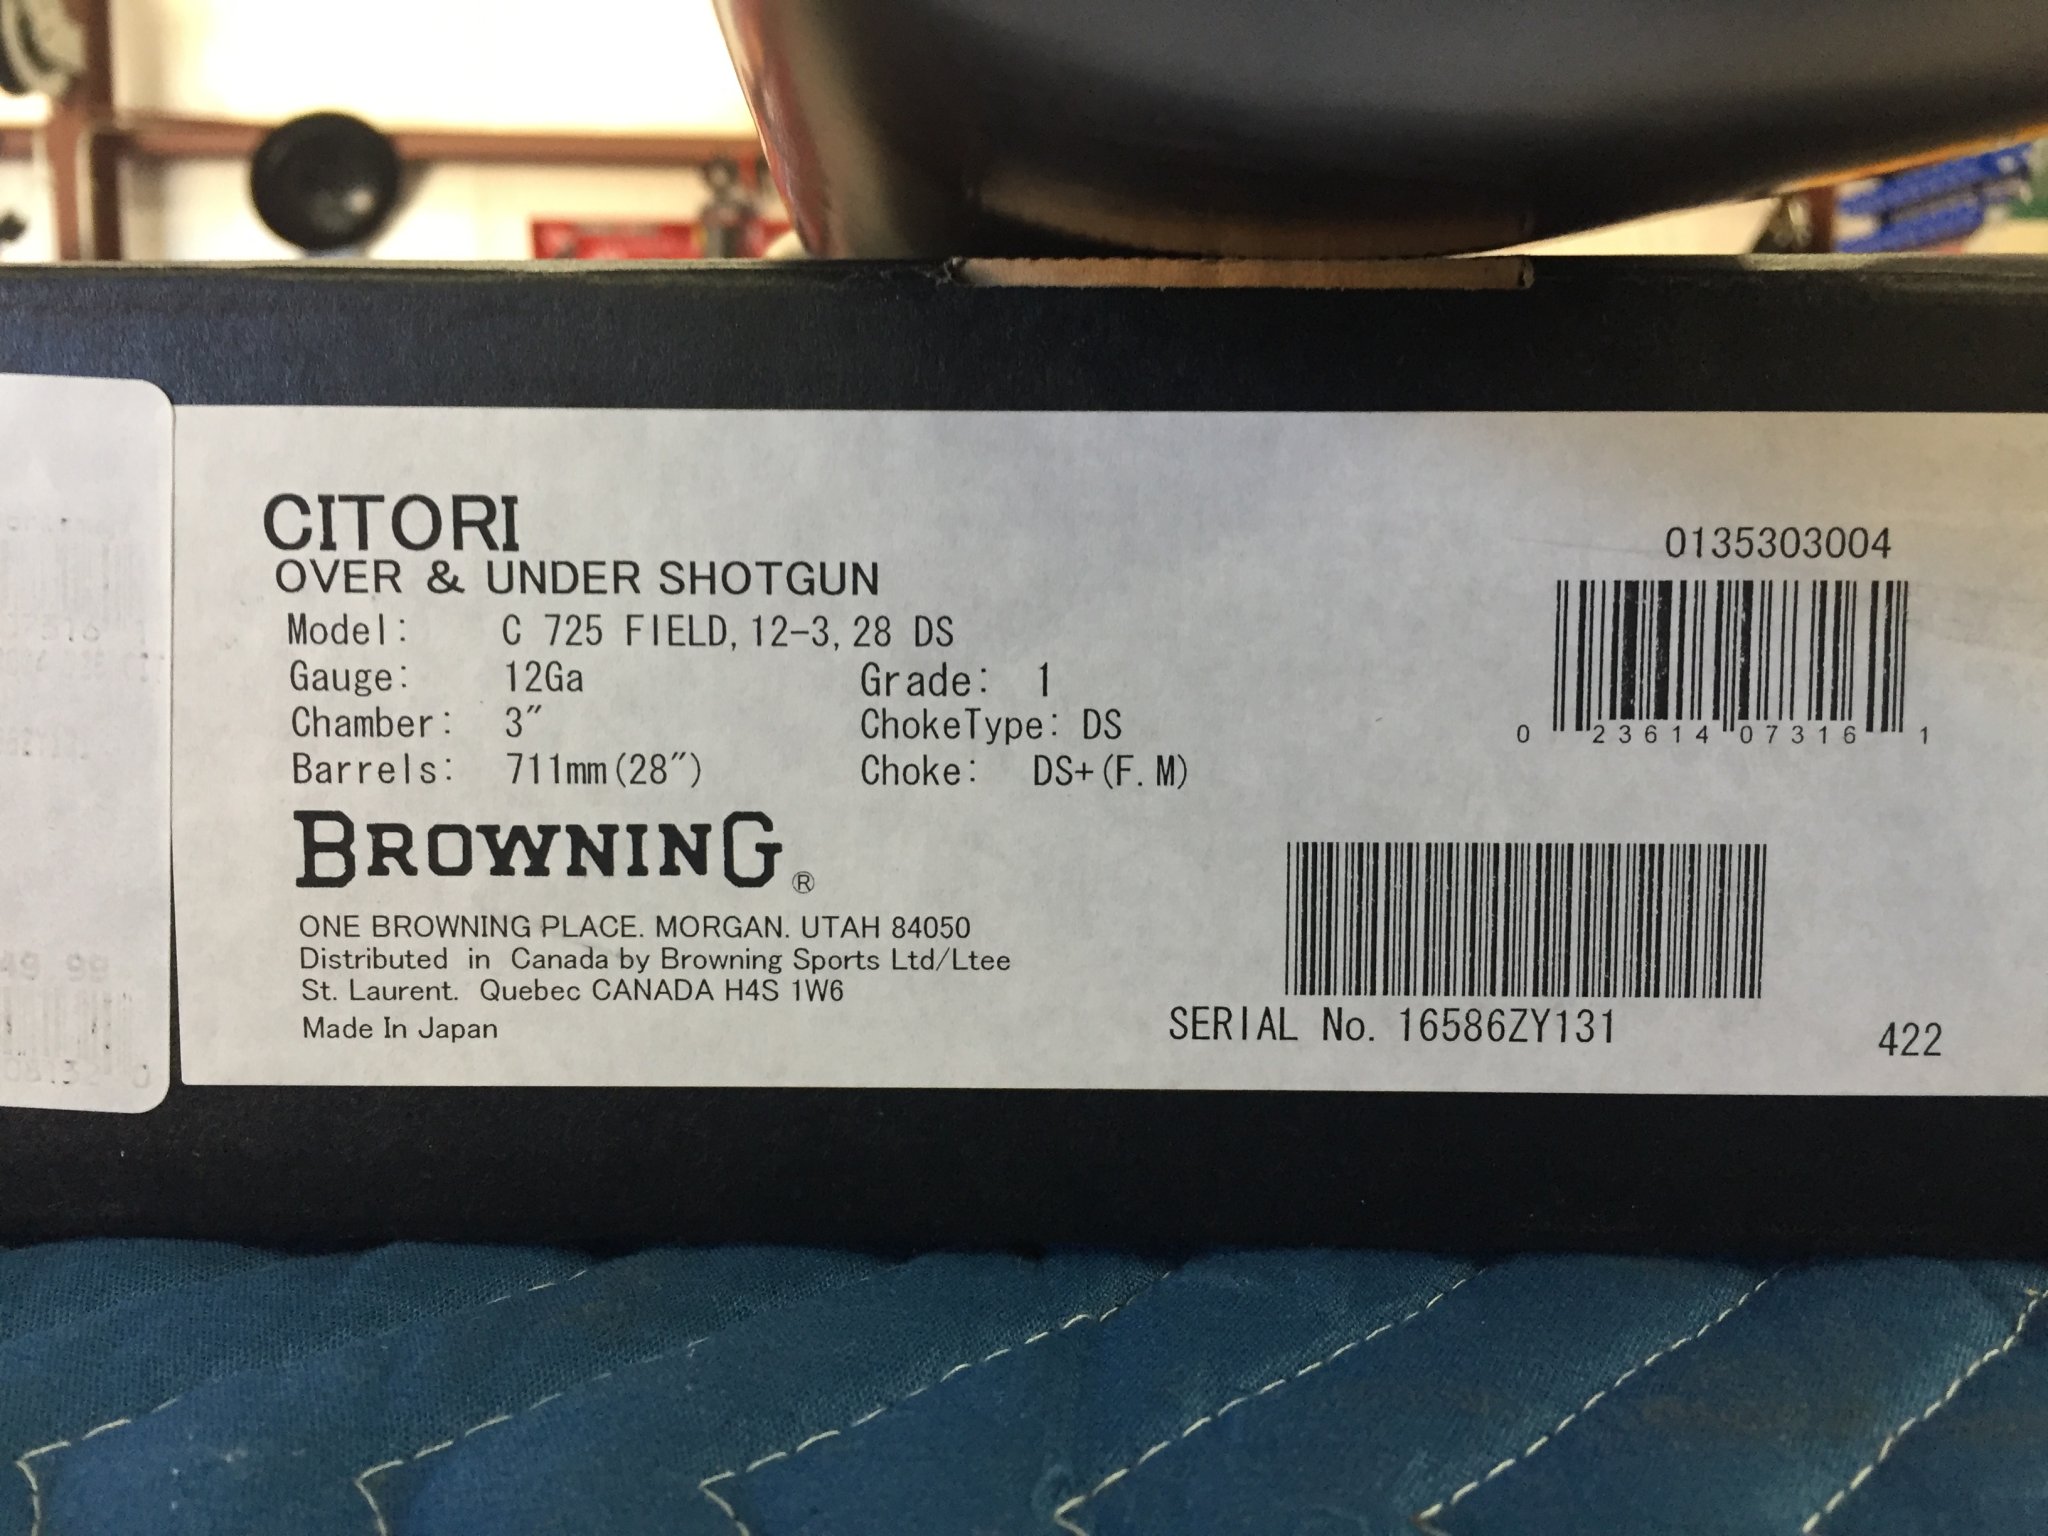 CITORI
OVER & UNDER SHOTGUN
Model: C 725 FIELD, 12-3, 28 DS
Gauge: 12Ga Grade: 1
Chamber: 3" ChokeType: DS
Barrels: 711mm(28") Choke: DS+(F.M)
BROWNING®
ONE BROWNING PLACE. MORGAN. UTAH 84050
Distributed in Canada by Browning Sports Ltd/Ltee
St. Laurent. Quebec CANADA H4S 1W6
Made In Japan
0135303004
0 23614 07316 1
SERIAL No. 16586ZY131
422